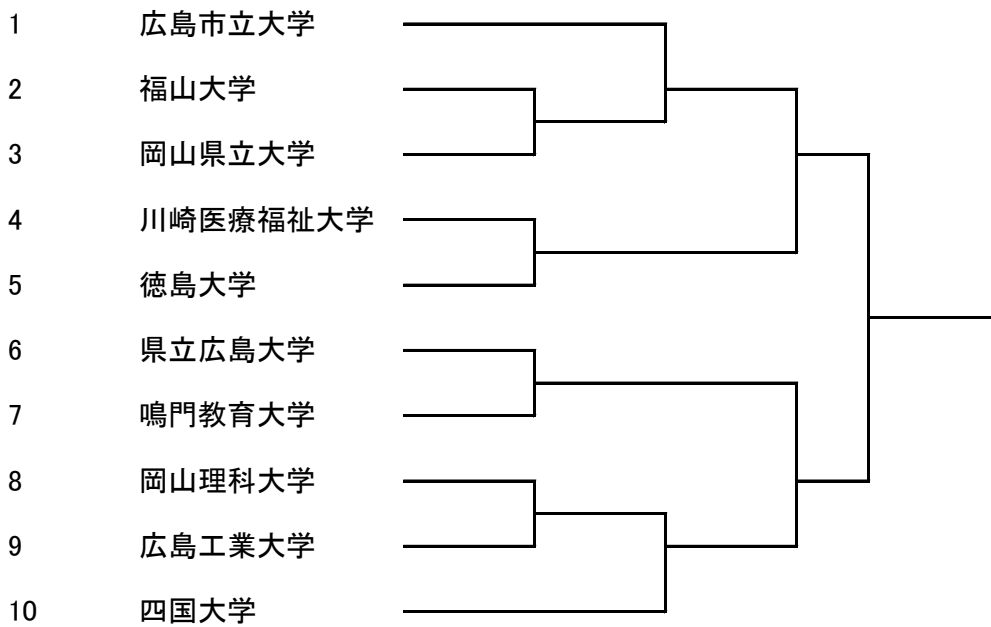 1 広島市立大学
2 福山大学
3 岡山県立大学
4 川崎医療福祉大学
5 徳島大学
6 県立広島大学
7 鳴門教育大学
8 岡山理科大学
9 広島工業大学
10 四国大学